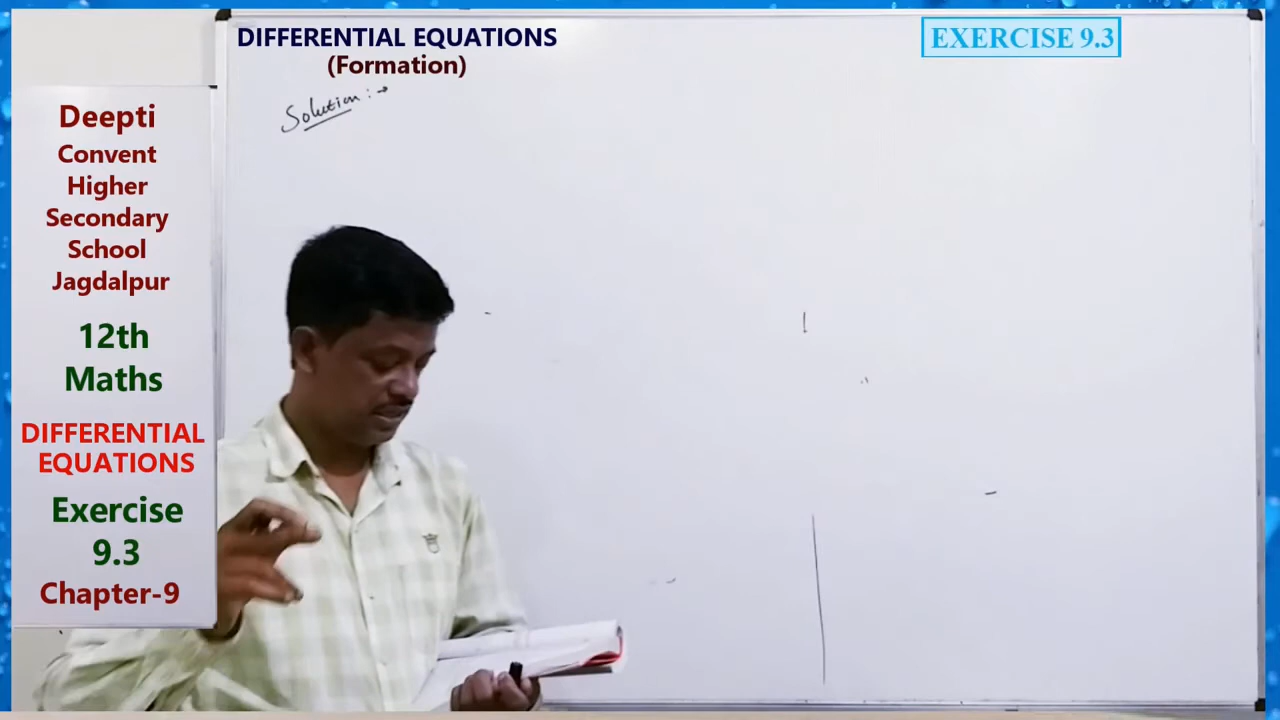 DIFFERENTIAL EQUATIONS
(Formation)
EXERCISE 9.3
Solution :→
Deepti
Convent
Higher
Secondary
School
Jagdalpur
12th
Maths
DIFFERENTIAL
EQUATIONS
Exercise
9.3
Chapter-9